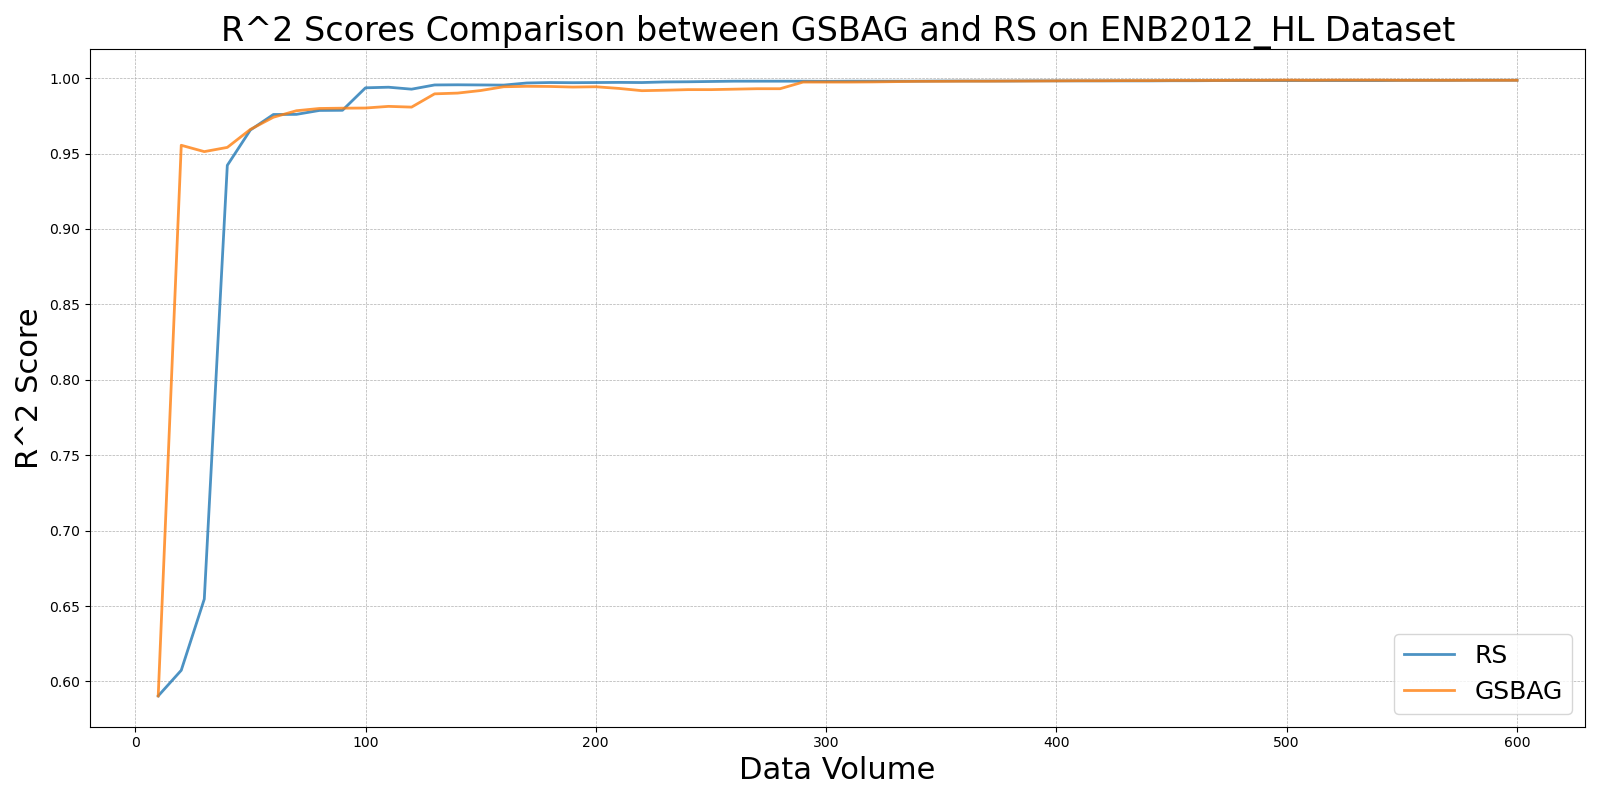 R^2 Scores Comparison between GSBAG and RS on ENB2012_HL Dataset
R^2 Score
1.00
0.95
0.90
0.85
0.80
0.75
0.70
0.65
0.60
RS
GSBAG
0 100 200 300 400 500 600
Data Volume